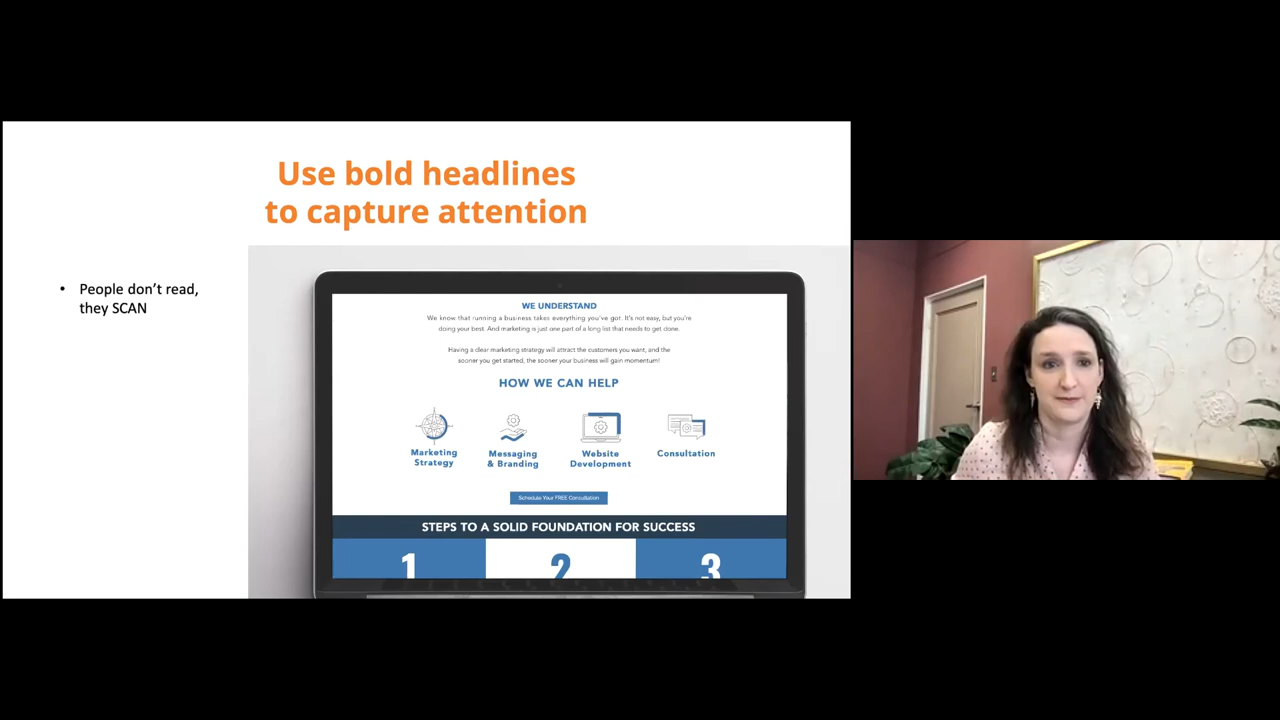 Use bold headlines
to capture attention
• People don't read,
they SCAN
WE UNDERSTAND
We know that running a business takes everything you've got. It's not easy, but you're
doing your best. And marketing is just one part of a long list that needs to get done.
Having a clear marketing strategy will attract the customers you want, and the
sooner you get started, the sooner your business will gain momentum!
HOW WE CAN HELP
Marketing
Strategy
Messaging
& Branding
Website
Development
Consultation
Schedule Your FREE Consultation
STEPS TO A SOLID FOUNDATION FOR SUCCESS
1 2 3